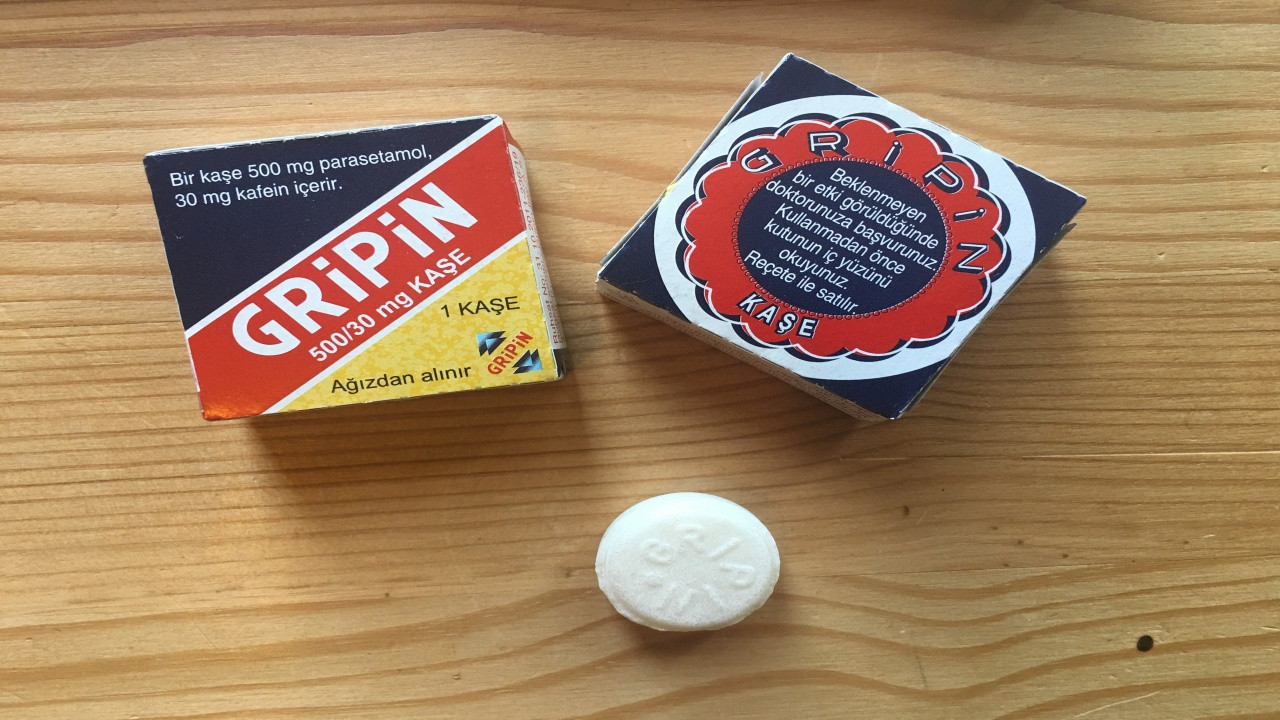 Bir kaşe 500 mg parasetamol,
30 mg kafein içerir.
GRiPiN
500/30 mg KAŞE
1 KAŞE
Ağızdan alınır
GRiPiN
GRiPiN
Beklenmeyen
bir etki görüldüğünde
doktorunuza başvurunuz.
Kullanmadan önce
kutunun iç yüzünü
okuyunuz.
Reçete ile satılır.
KAŞE
GRIP